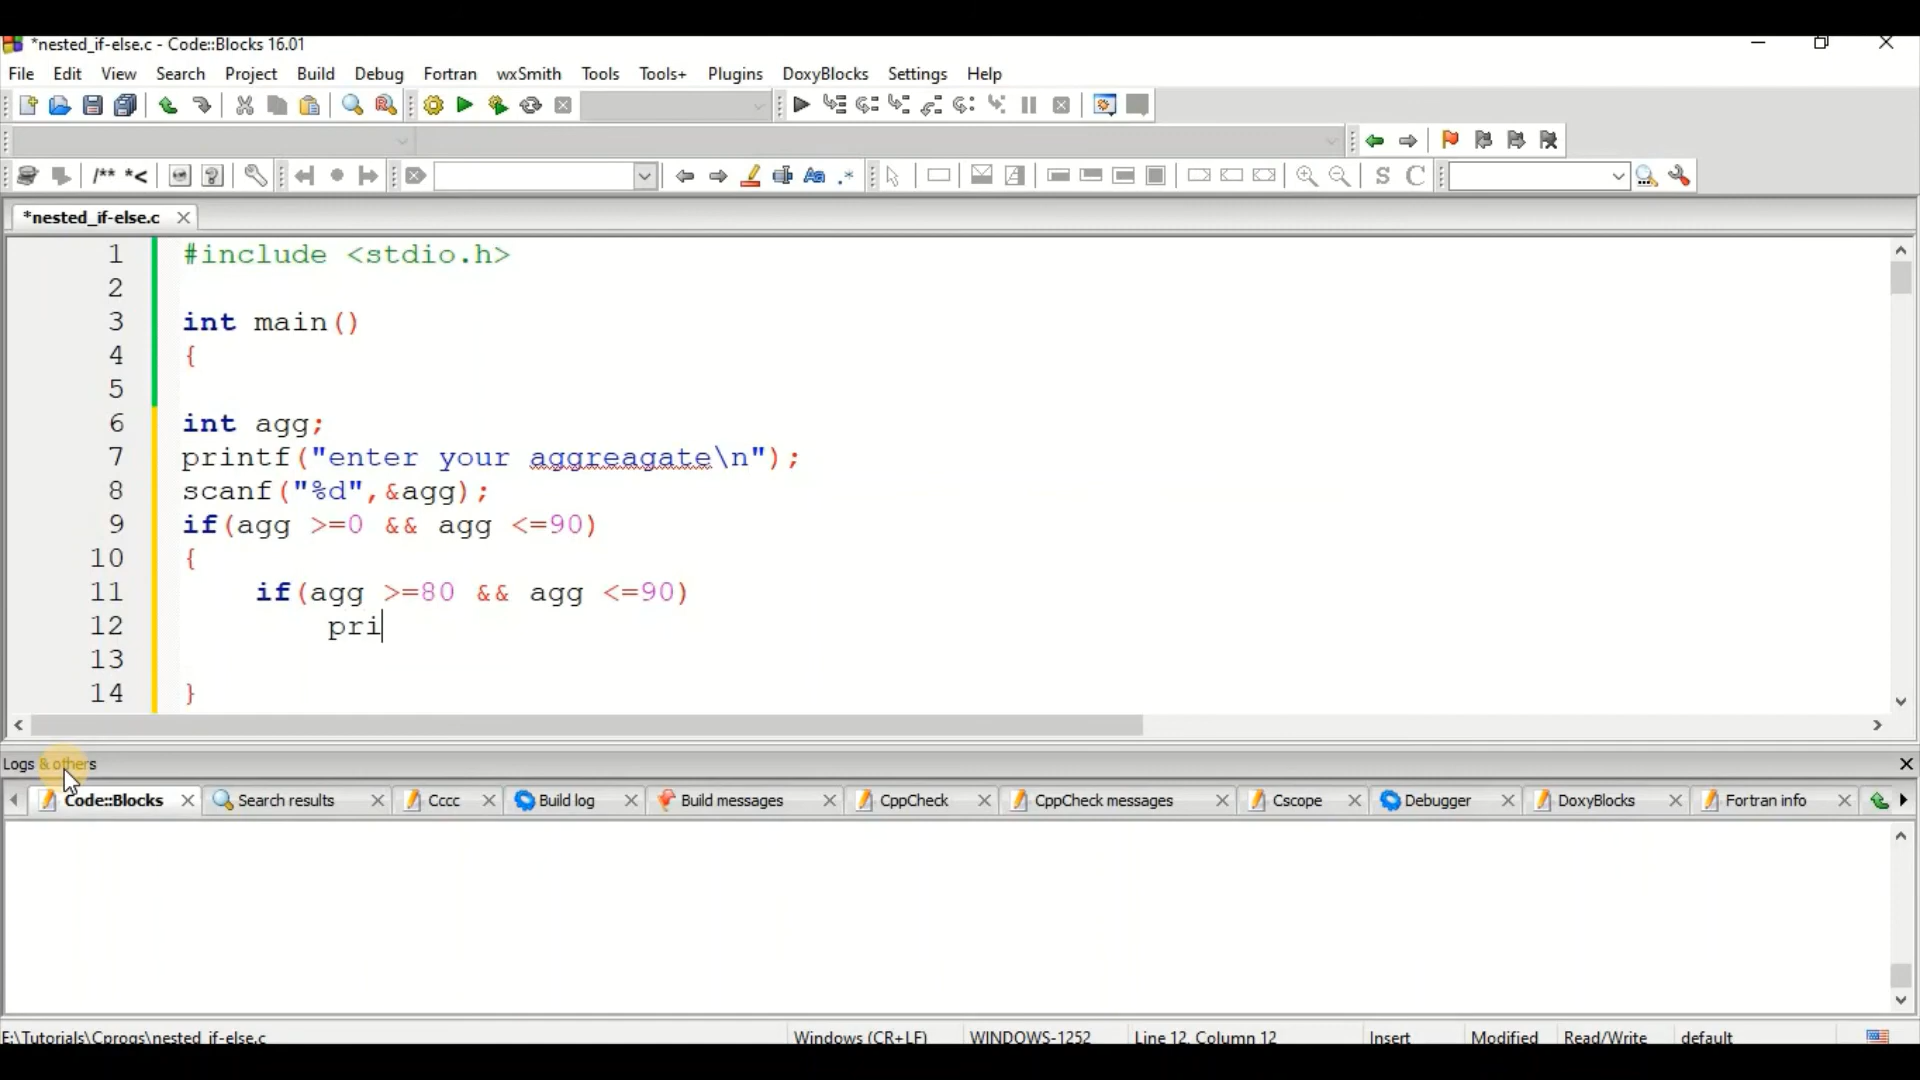 *nested_if-else.c - Code::Blocks 16.01
File Edit View Search Project Build Debug Fortran wxSmith Tools Tools+ Plugins DoxyBlocks Settings Help
/** *<
Aa .*
S C
*nested_if-else.c
1 #include <stdio.h>
2
3 int main()
4 {
5
6 int agg;
7 printf("enter your aggreagate\n");
8 scanf("%d",&agg);
9 if(agg >=0 && agg <=90)
10 {
11 if(agg >=80 && agg <=90)
12 pri
13
14 }
Logs & others
Code::Blocks Search results Cccc Build log Build messages CppCheck CppCheck messages Cscope Debugger DoxyBlocks Fortran info
E:\Tutorials\Cprogs\nested_if-else.c Windows (CR+LF) WINDOWS-1252 Line 12, Column 12 Insert Modified Read/Write default